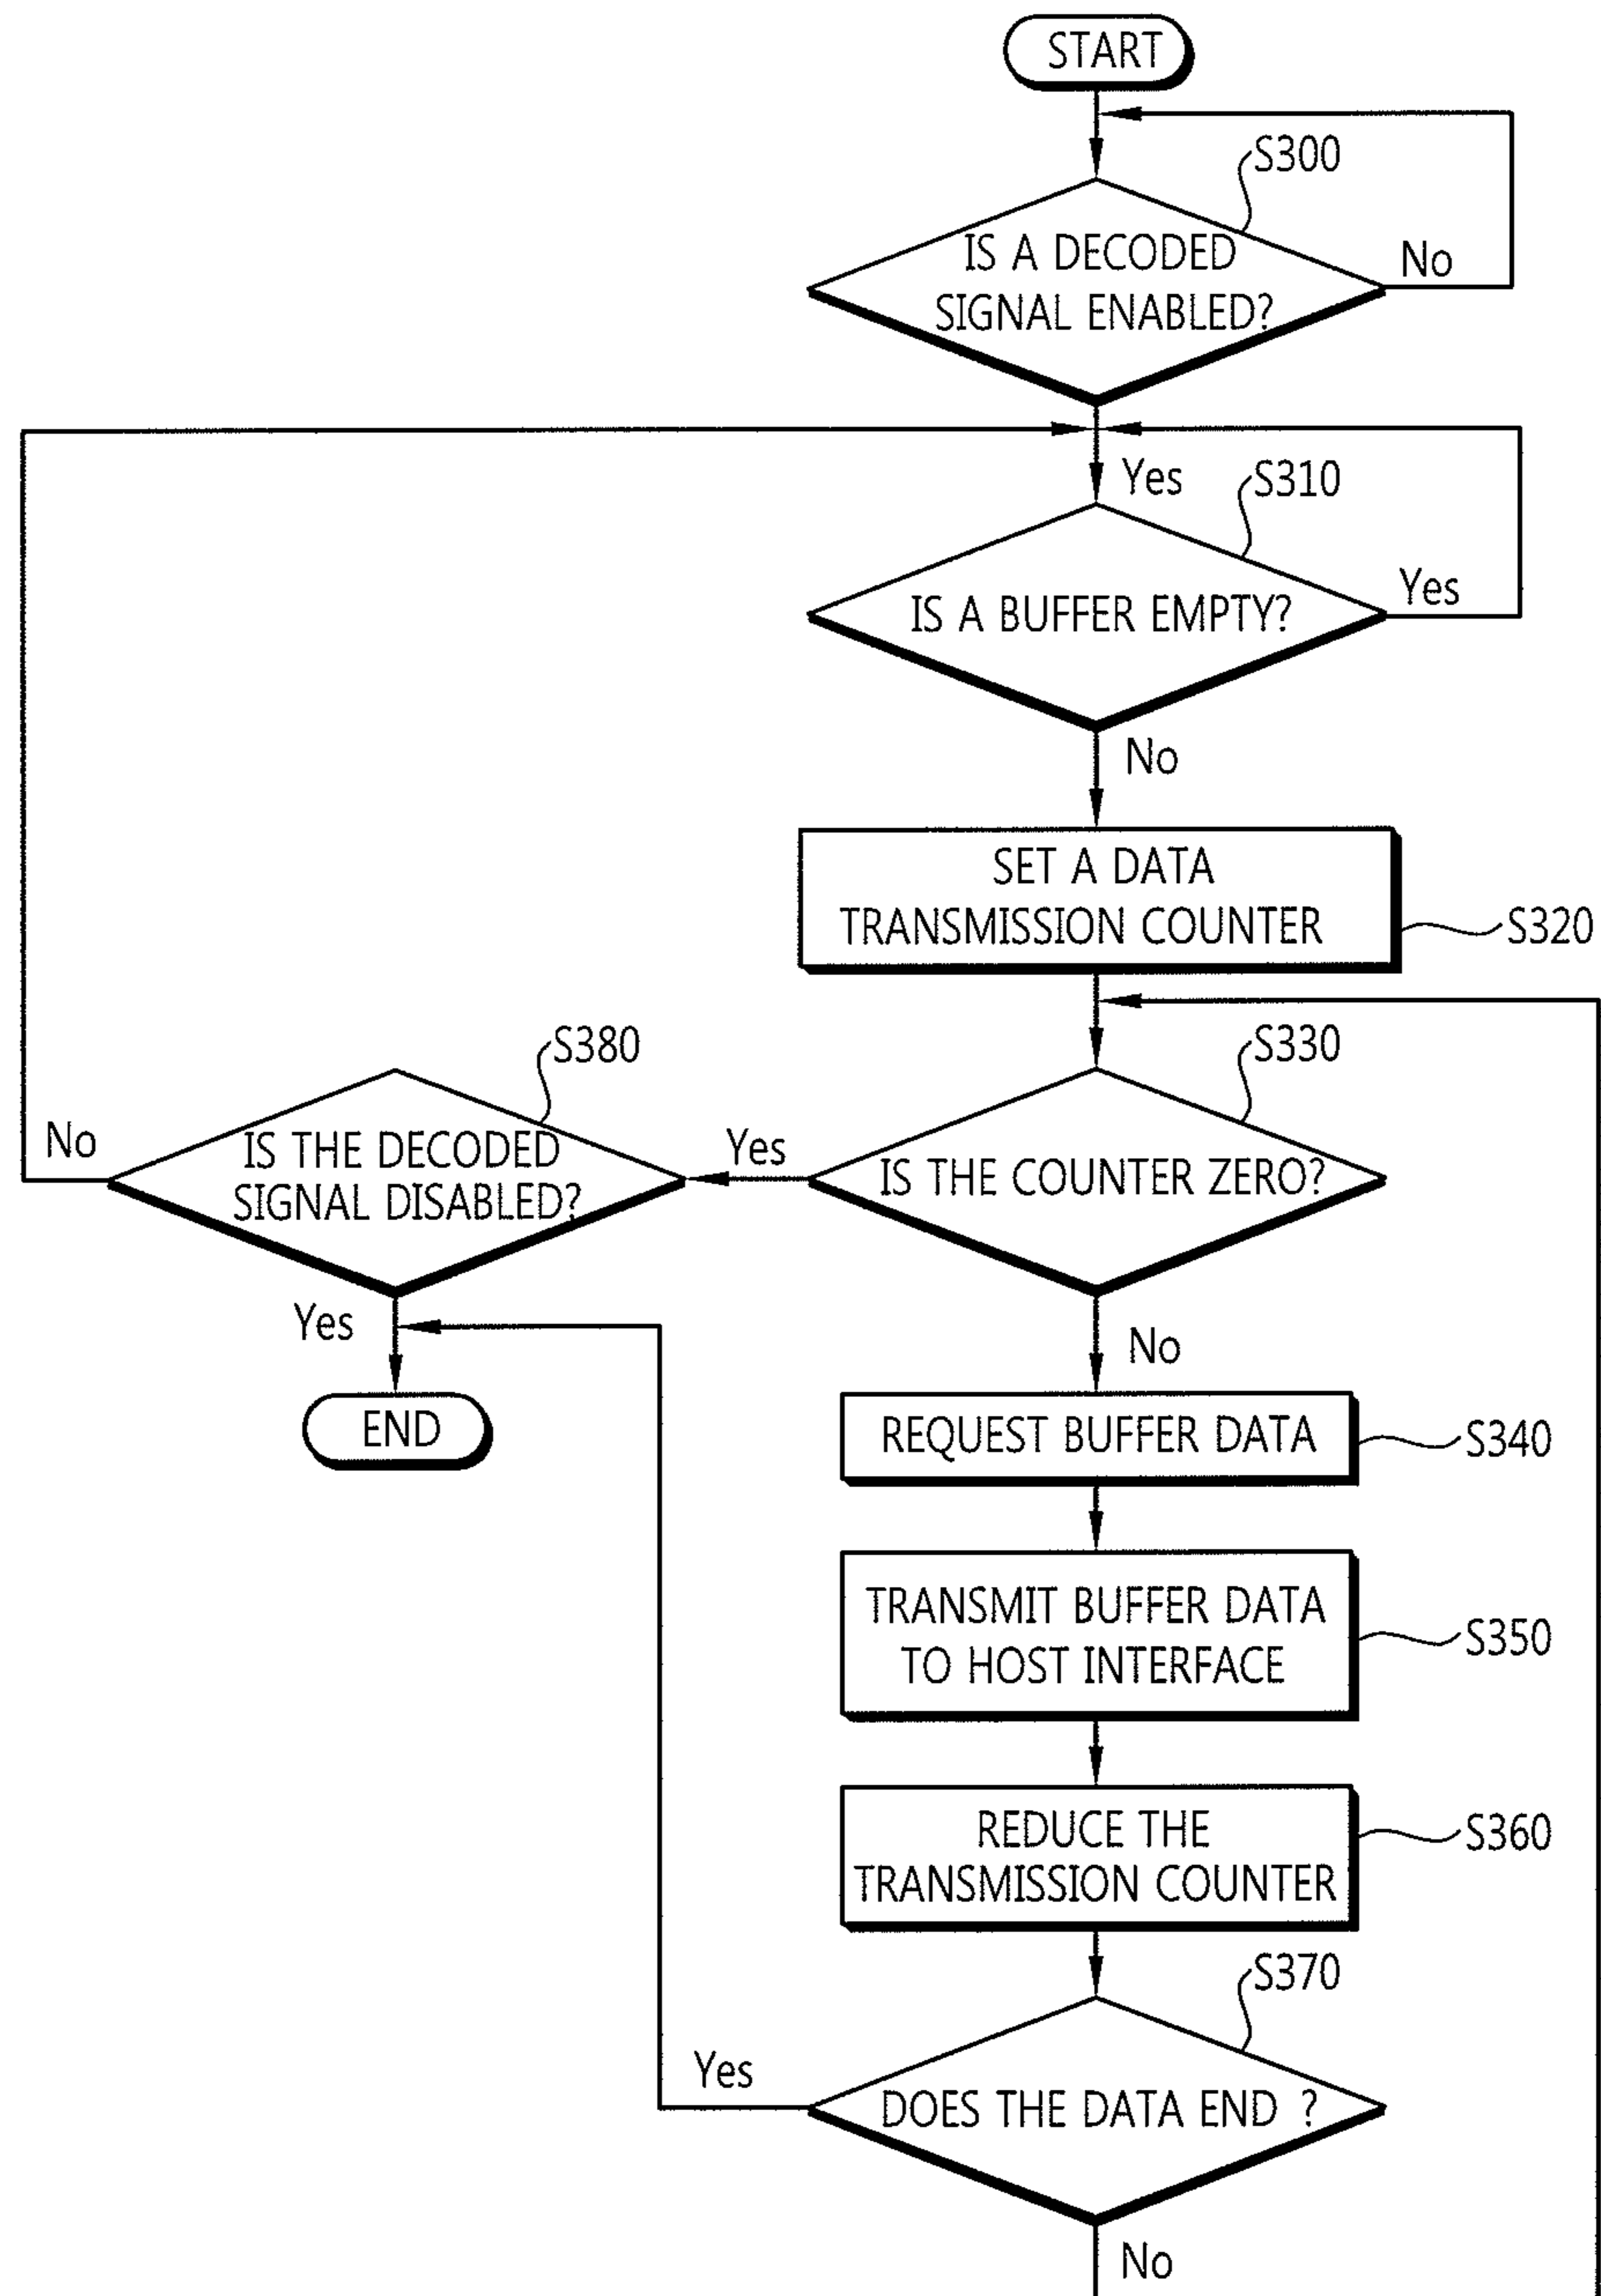 START
S300
IS A DECODED
SIGNAL ENABLED?
No
Yes
S310
IS A BUFFER EMPTY?
Yes
No
SET A DATA
TRANSMISSION COUNTER
S320
S380
S330
No
IS THE DECODED
SIGNAL DISABLED?
Yes
IS THE COUNTER ZERO?
Yes
No
END
REQUEST BUFFER DATA
S340
TRANSMIT BUFFER DATA
TO HOST INTERFACE
S350
REDUCE THE
TRANSMISSION COUNTER
S360
S370
Yes
DOES THE DATA END ?
No